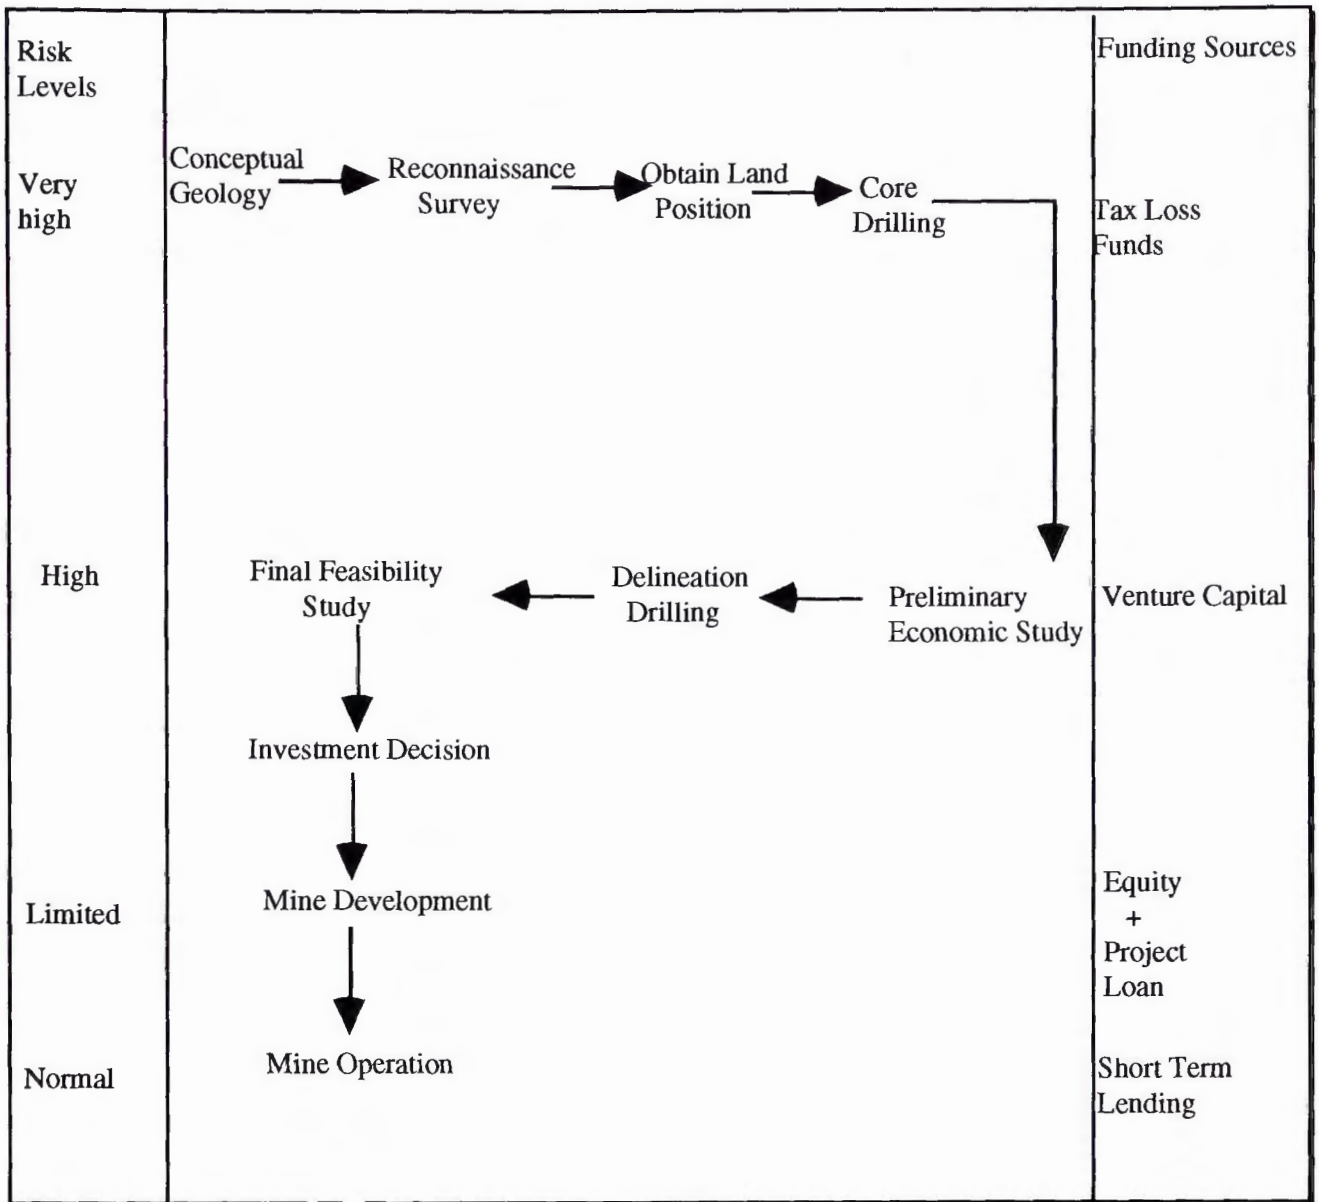 Risk
Levels
Funding Sources
Very
high
Conceptual
Geology
Reconnaissance
Survey
Obtain Land
Position
Core
Drilling
Tax Loss
Funds
High
Final Feasibility
Study
Delineation
Drilling
Preliminary
Economic Study
Venture Capital
Investment Decision
Limited
Mine Development
Equity
+
Project
Loan
Normal
Mine Operation
Short Term
Lending